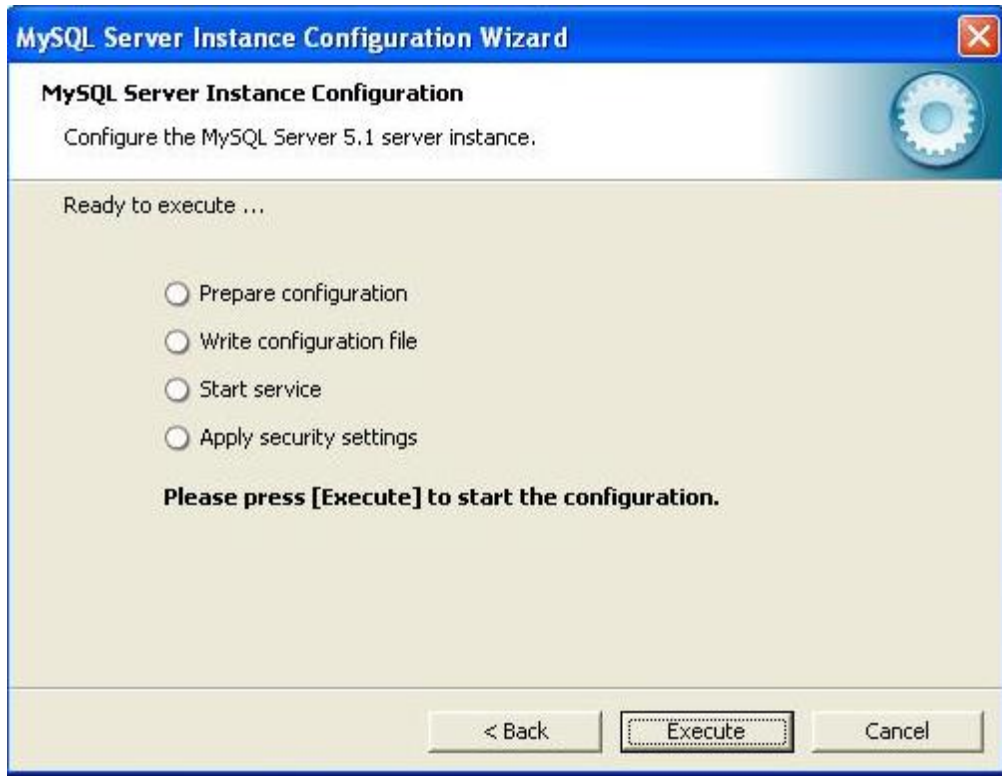 MySQL Server Instance Configuration Wizard
MySQL Server Instance Configuration
Configure the MySQL Server 5.1 server instance.
Ready to execute ...
Prepare configuration
Write configuration file
Start service
Apply security settings
Please press [Execute] to start the configuration.
< Back Execute Cancel